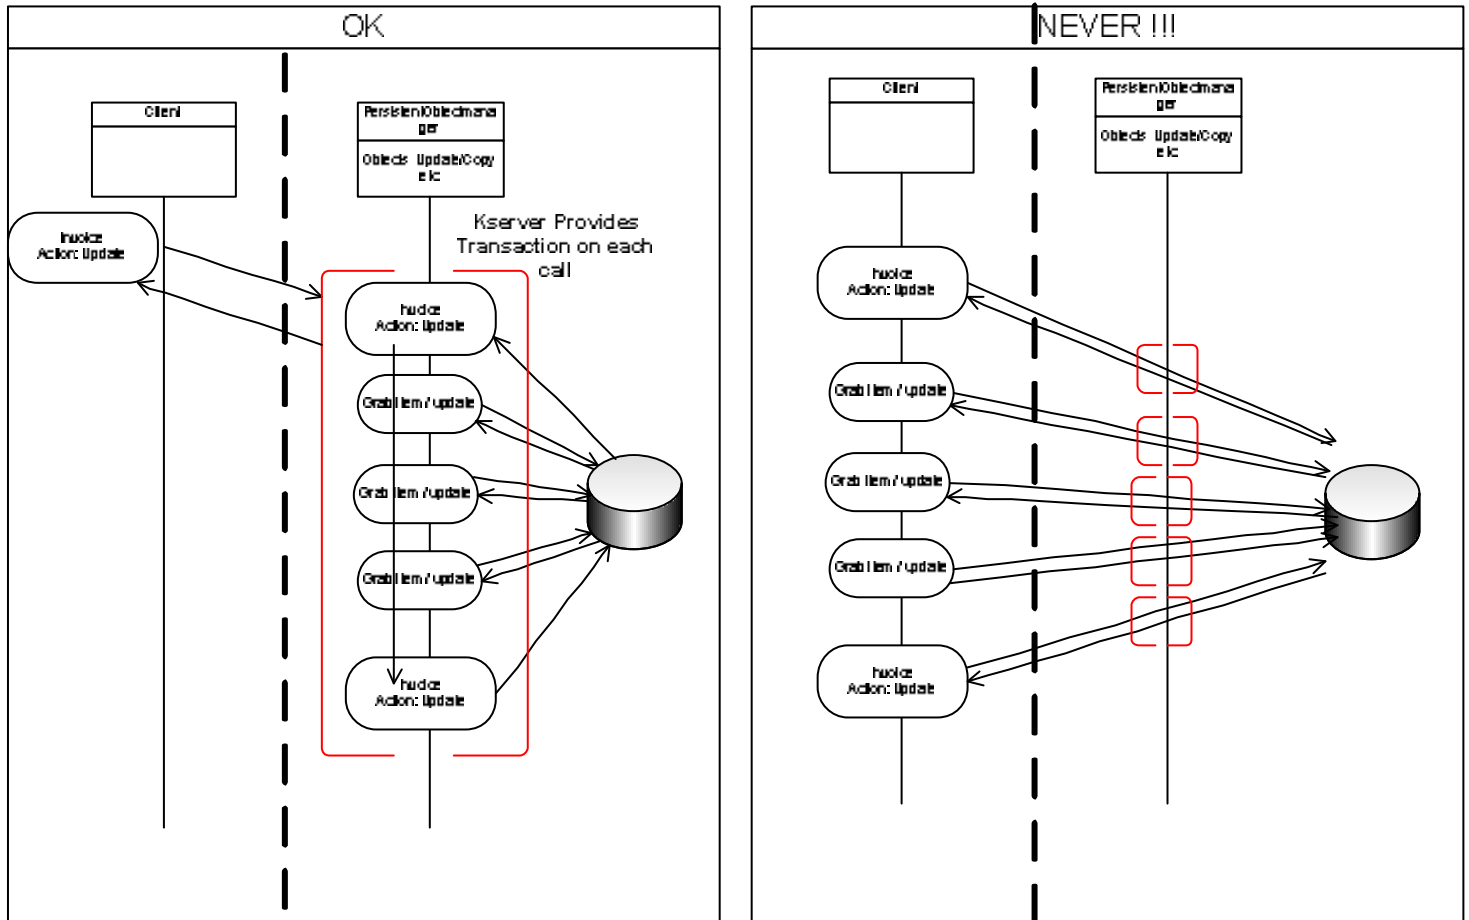 OK
Client
PersistentObjectmana
ger
Objects Update/Copy
etc
Invoice
Action: Update
Kserver Provides
Transaction on each
call
Invoice
Action: Update
Grab Item / update
Grab Item / update
Grab Item / update
Invoice
Action: Update
NEVER !!!
Client
PersistentObjectmana
ger
Objects Update/Copy
etc
Invoice
Action: Update
Grab Item / update
Grab Item / update
Grab Item / update
Invoice
Action: Update